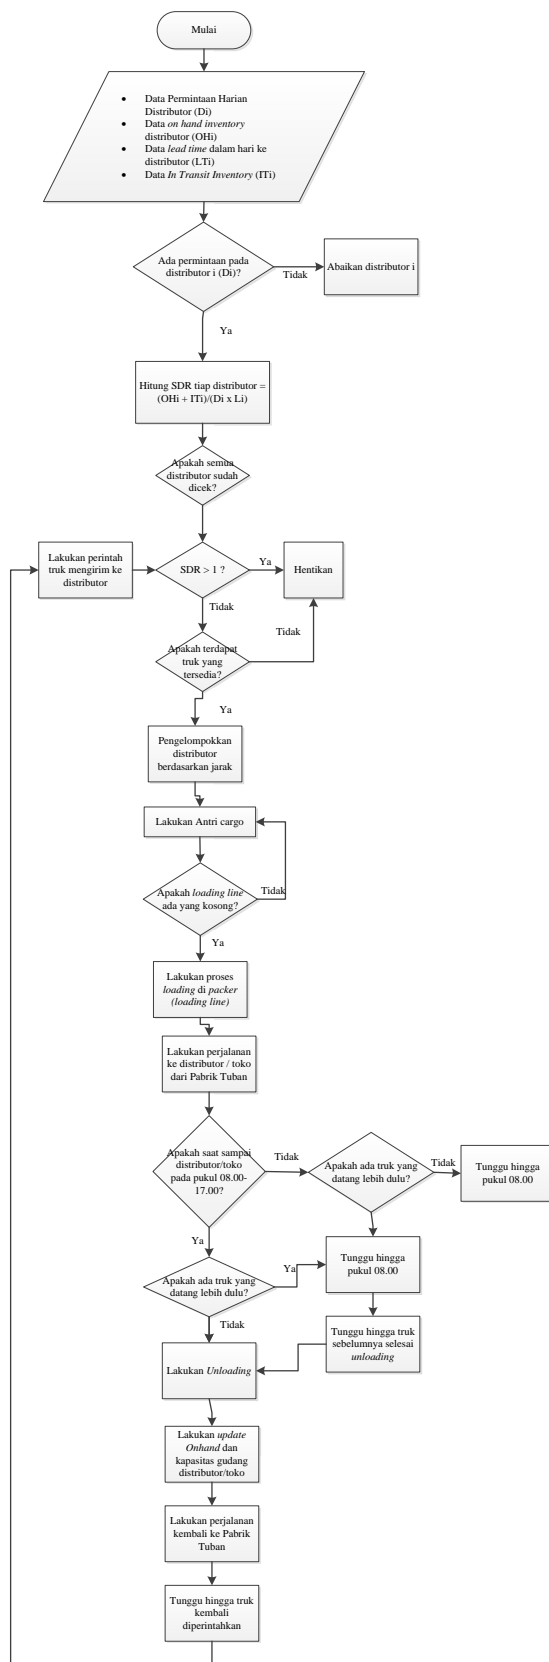 Mulai
• Data Permintaan Harian
Distributor (Di)
• Data on hand inventory
distributor (OHi)
• Data lead time dalam hari ke
distributor (LTi)
• Data In Transit Inventory (ITi)
Ada permintaan pada
distributor i (Di)?
Tidak
Abaikan distributor i
Ya
Hitung SDR tiap distributor =
(OHi + ITi)/(Di x Li)
Apakah semua
distributor sudah
dicek?
Lakukan perintah
truk mengirim ke
distributor
SDR > 1 ?
Ya
Hentikan
Tidak
Tidak
Apakah terdapat
truk yang
tersedia?
Ya
Pengelompokkan
distributor
berdasarkan jarak
Lakukan Antri cargo
Apakah loading line
ada yang kosong?
Tidak
Ya
Lakukan proses
loading di packer
(loading line)
Lakukan perjalanan
ke distributor / toko
dari Pabrik Tuban
Apakah saat sampai
distributor/toko
pada pukul 08.00-
17.00?
Tidak
Apakah ada truk yang
datang lebih dulu?
Tidak
Tunggu hingga
pukul 08.00
Ya
Apakah ada truk yang
datang lebih dulu?
Ya
Tunggu hingga
pukul 08.00
Tidak
Tunggu hingga truk
sebelumnya selesai
unloading
Lakukan Unloading
Lakukan update
Onhand dan
kapasitas gudang
distributor/toko
Lakukan perjalanan
kembali ke Pabrik
Tuban
Tunggu hingga truk
kembali
diperintahkan